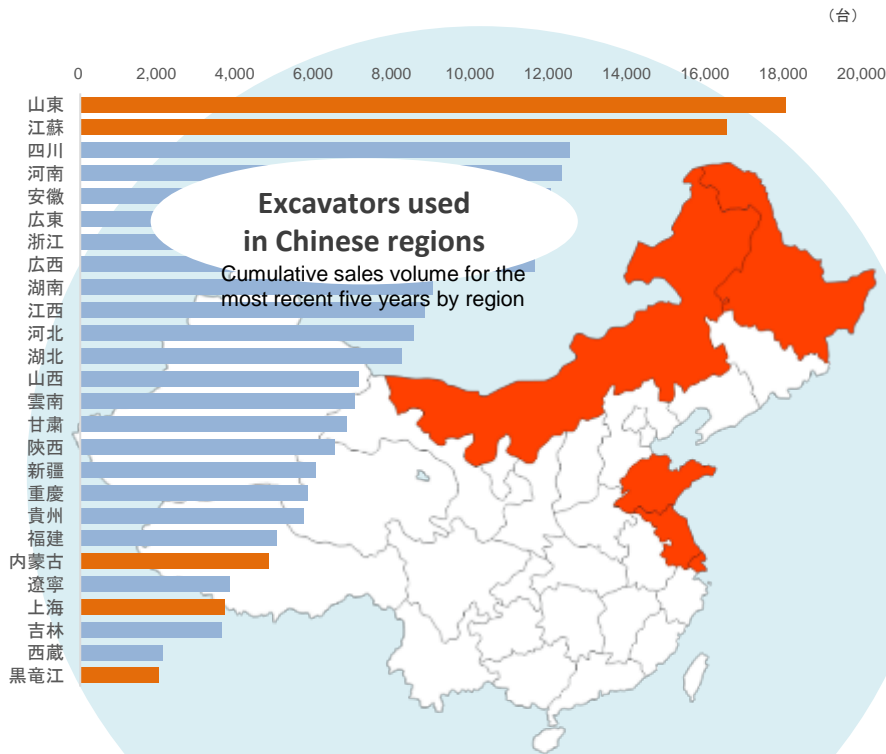 （台）
0 2,000 4,000 6,000 8,000 10,000 12,000 14,000 16,000 18,000 20,000
山東
江蘇
四川
河南
安徽
広東
浙江
広西
湖南
江西
河北
湖北
山西
雲南
甘粛
陝西
新疆
重慶
貴州
福建
内蒙古
遼寧
上海
吉林
西蔵
黒竜江
Excavators used
in Chinese regions
Cumulative sales volume for the
most recent five years by region